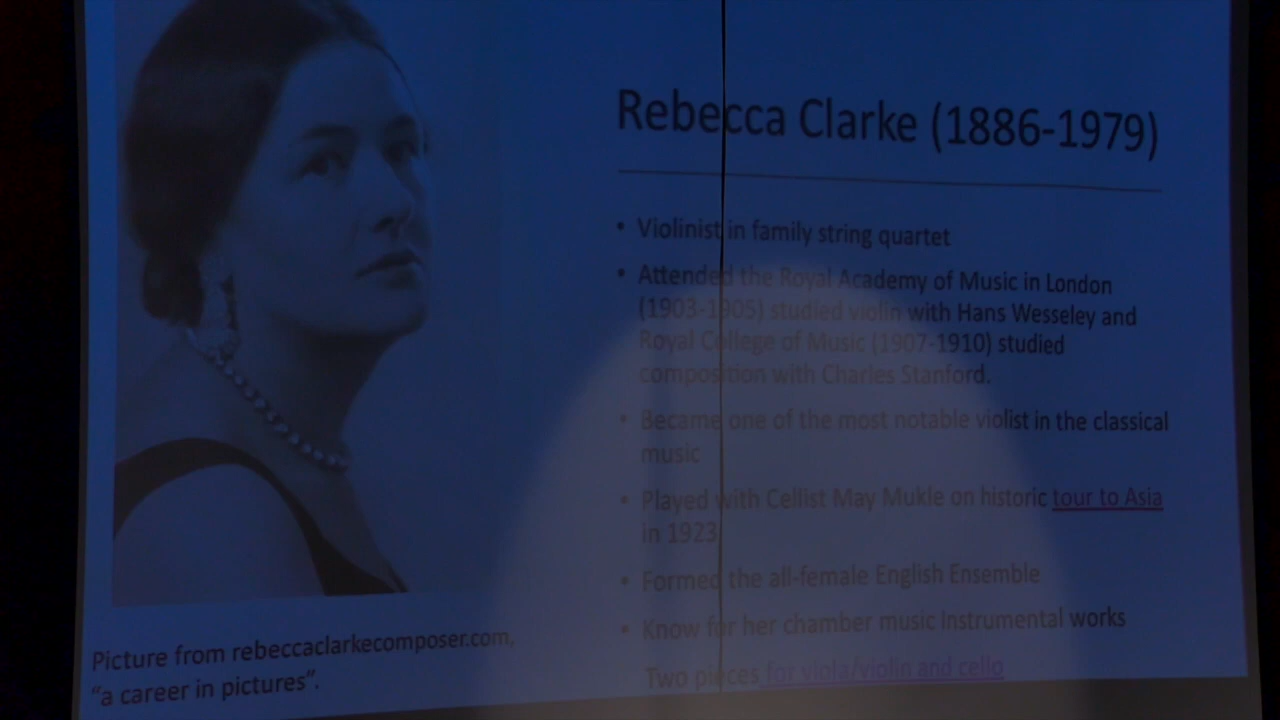 Rebecca Clarke (1886-1979)
• Violinist in family string quartet
• Attended the Royal Academy of Music in London
(1903-1905) studied violin with Hans Wesseley and
Royal College of Music (1907-1910) studied
composition with Charles Stanford.
• Became one of the most notable violist in the classical
music
• Played with Cellist May Mukle on historic tour to Asia
in 1923
• Formed the all-female English Ensemble
• Know for her chamber music Instrumental works
Two pieces for viola/violin and cello
Picture from rebeccaclarkecomposer.com,
"a career in pictures".